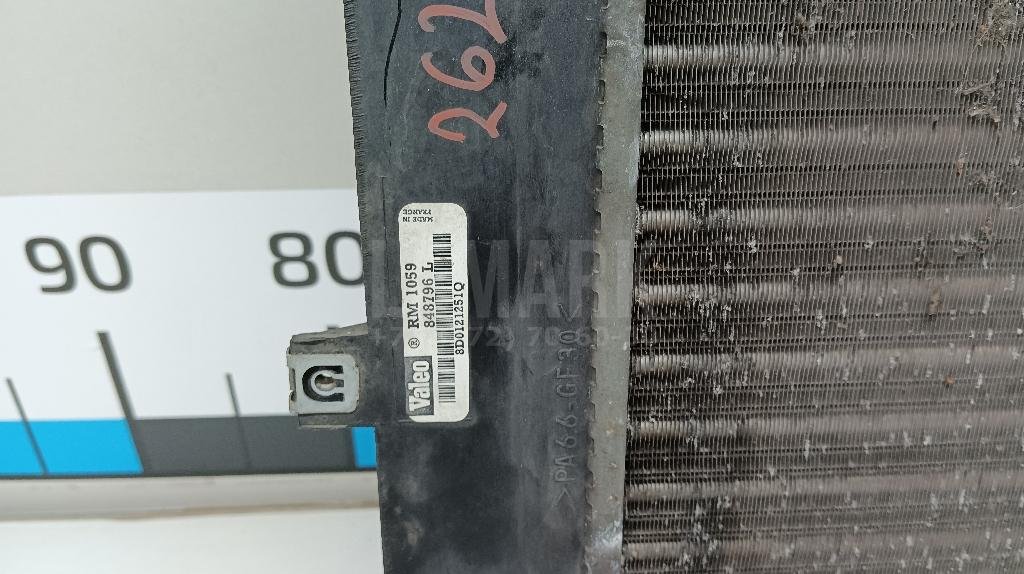 262
90
80
MADE IN
FRANCE
Valeo ® RM 1059
848796 L
8D0121251Q
>PA66-GF30<